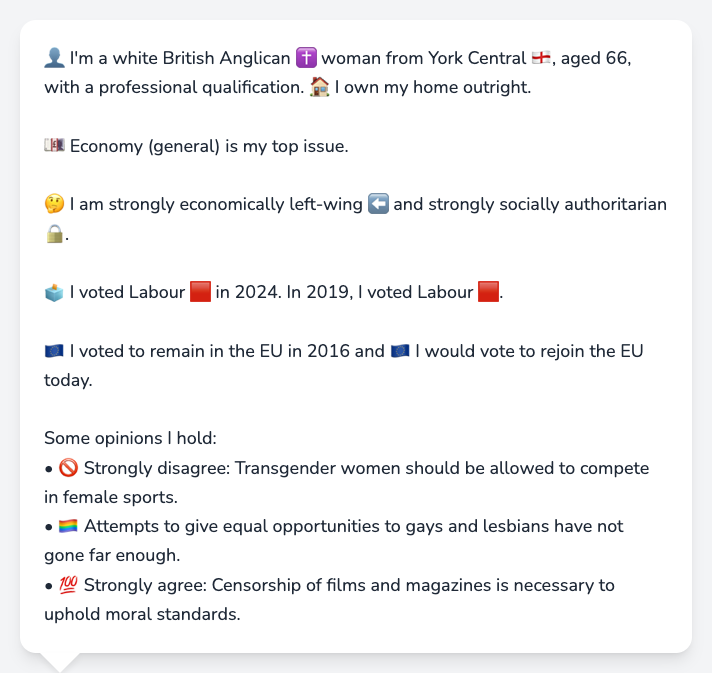 👤 I'm a white British Anglican ✝️ woman from York Central 🏴󠁧󠁢󠁥󠁮󠁧󠁿, aged 66,
with a professional qualification. 🏠 I own my home outright.
💷 Economy (general) is my top issue.
🤔 I am strongly economically left-wing ⬅️ and strongly socially authoritarian
🔒.
🗳️ I voted Labour 🟥 in 2024. In 2019, I voted Labour 🟥.
🇪🇺 I voted to remain in the EU in 2016 and 🇪🇺 I would vote to rejoin the EU
today.
Some opinions I hold:
• 🚫 Strongly disagree: Transgender women should be allowed to compete
in female sports.
• 🏳️‍🌈 Attempts to give equal opportunities to gays and lesbians have not
gone far enough.
• 💯 Strongly agree: Censorship of films and magazines is necessary to
uphold moral standards.